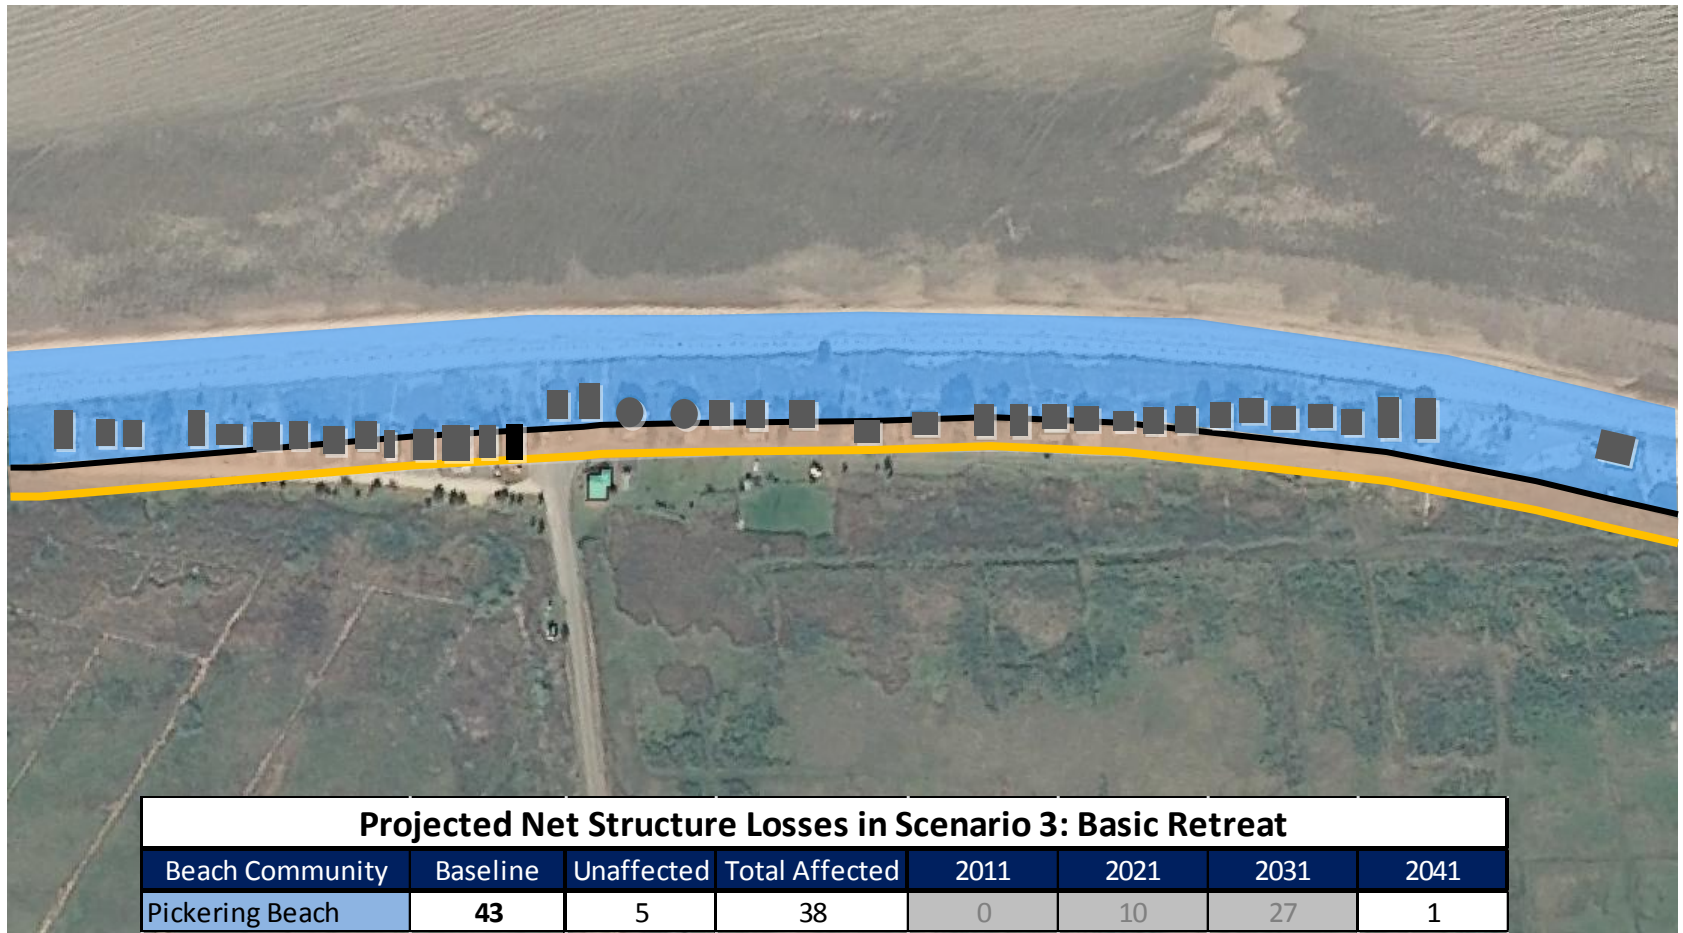 Projected Net Structure Losses in Scenario 3: Basic Retreat
Beach Community Baseline Unaffected Total Affected 2011 2021 2031 2041
Pickering Beach 43 5 38 0 10 27 1